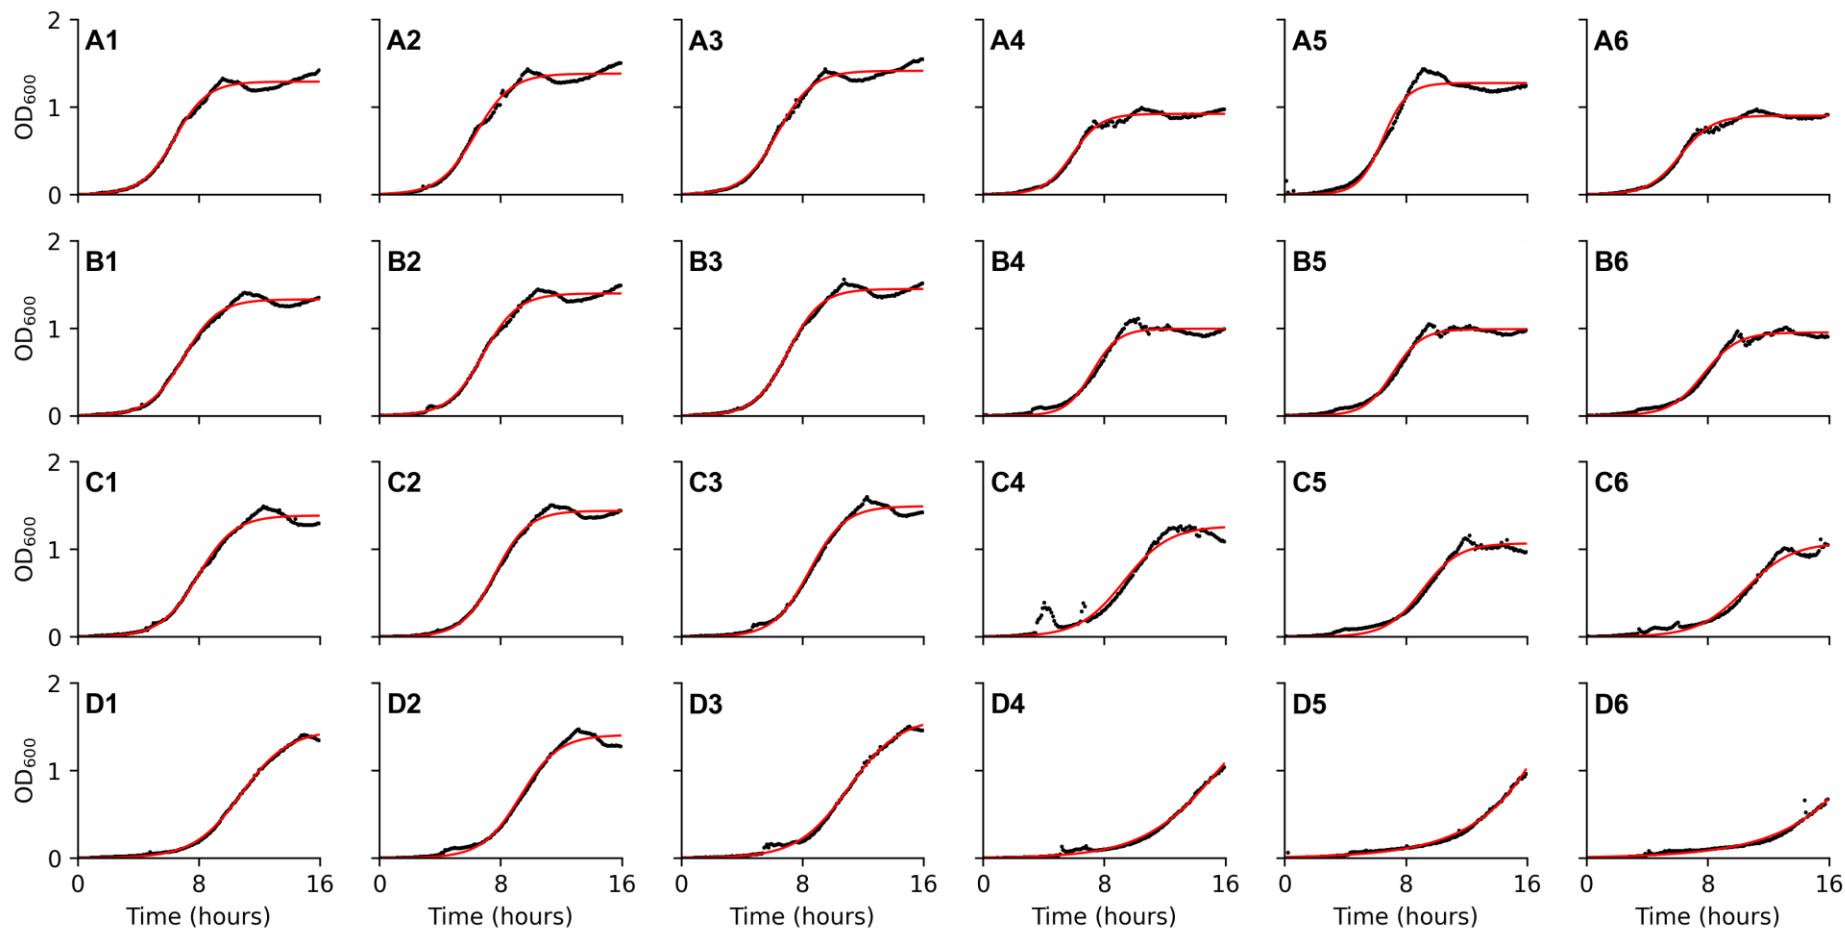 2 A1 A2 A3 A4 A5 A6
OD600
1
0
2 B1 B2 B3 B4 B5 B6
OD600
1
0
2 C1 C2 C3 C4 C5 C6
OD600
1
0
2 D1 D2 D3 D4 D5 D6
OD600
1
0
0 8 16 0 8 16 0 8 16 0 8 16 0 8 16 0 8 16
Time (hours) Time (hours) Time (hours) Time (hours) Time (hours) Time (hours)